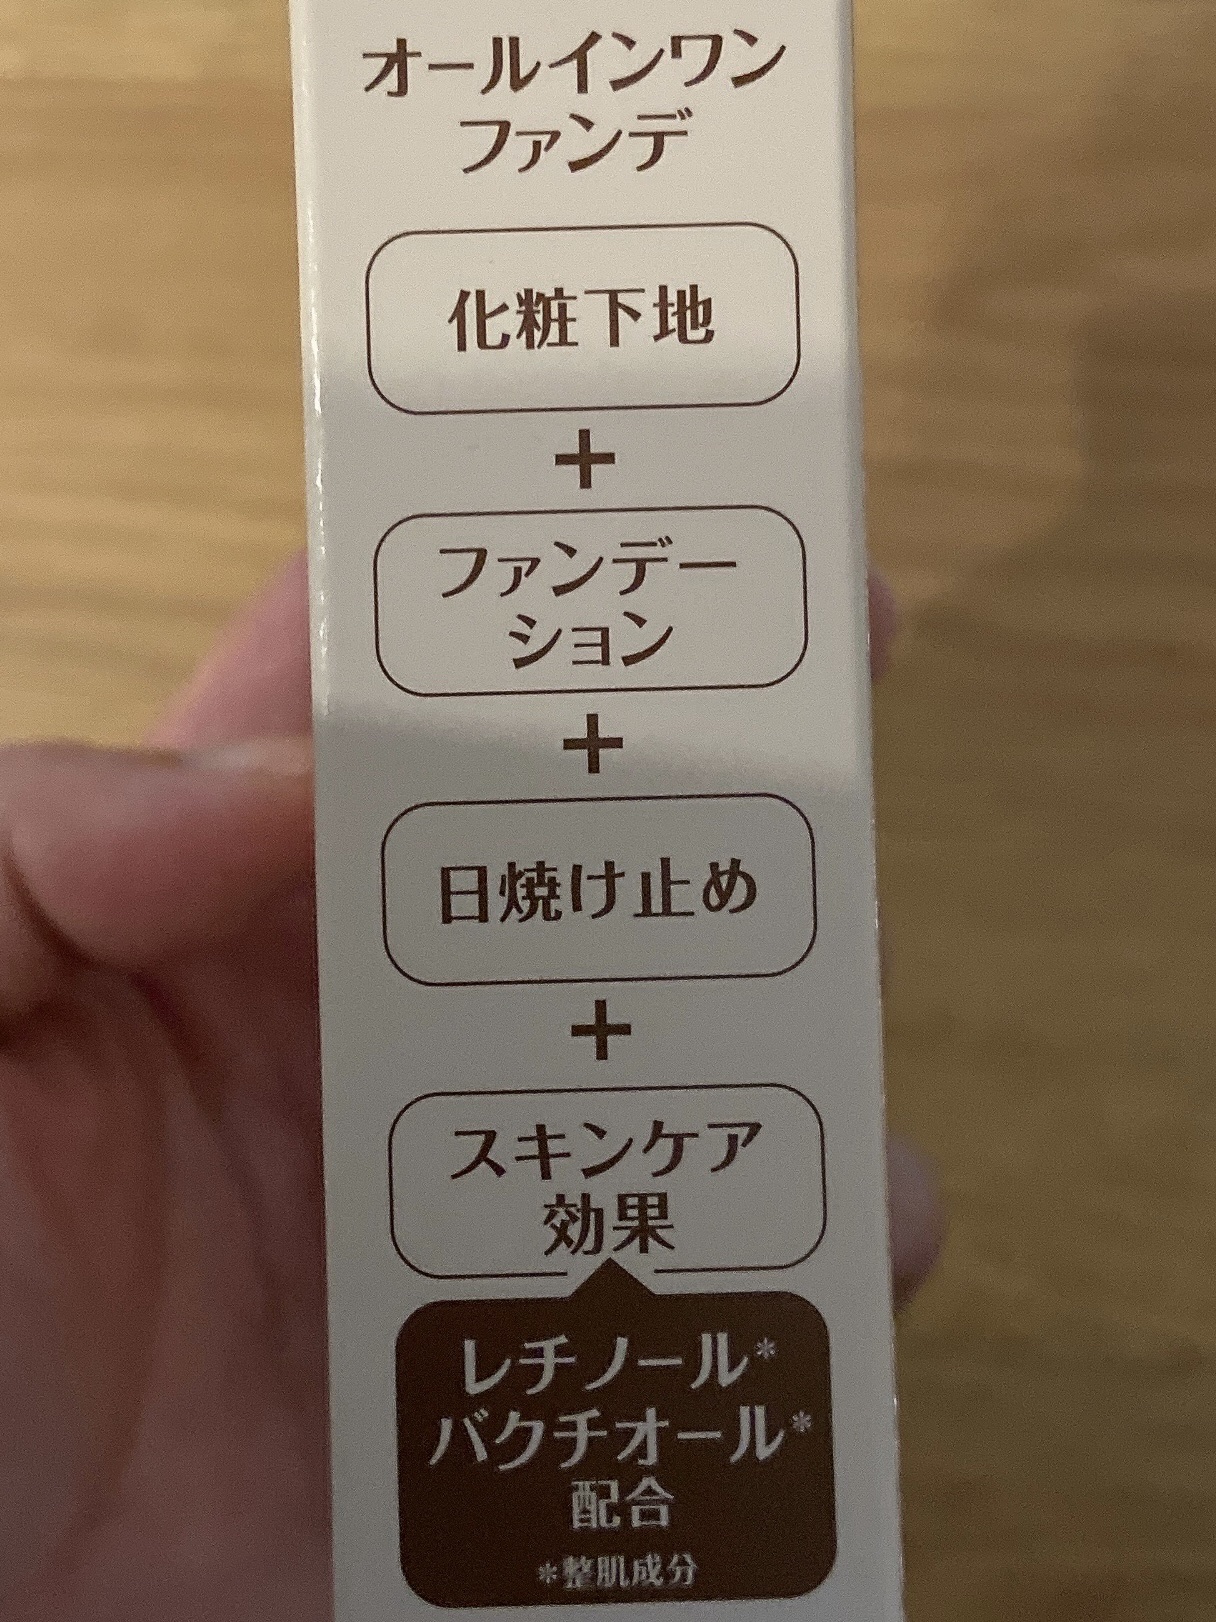 オールインワン
ファンデ
化粧下地
+
ファンデー
ション
+
日焼け止め
+
スキンケア
効果
レチノール*
バクチオール*
配合
*整肌成分